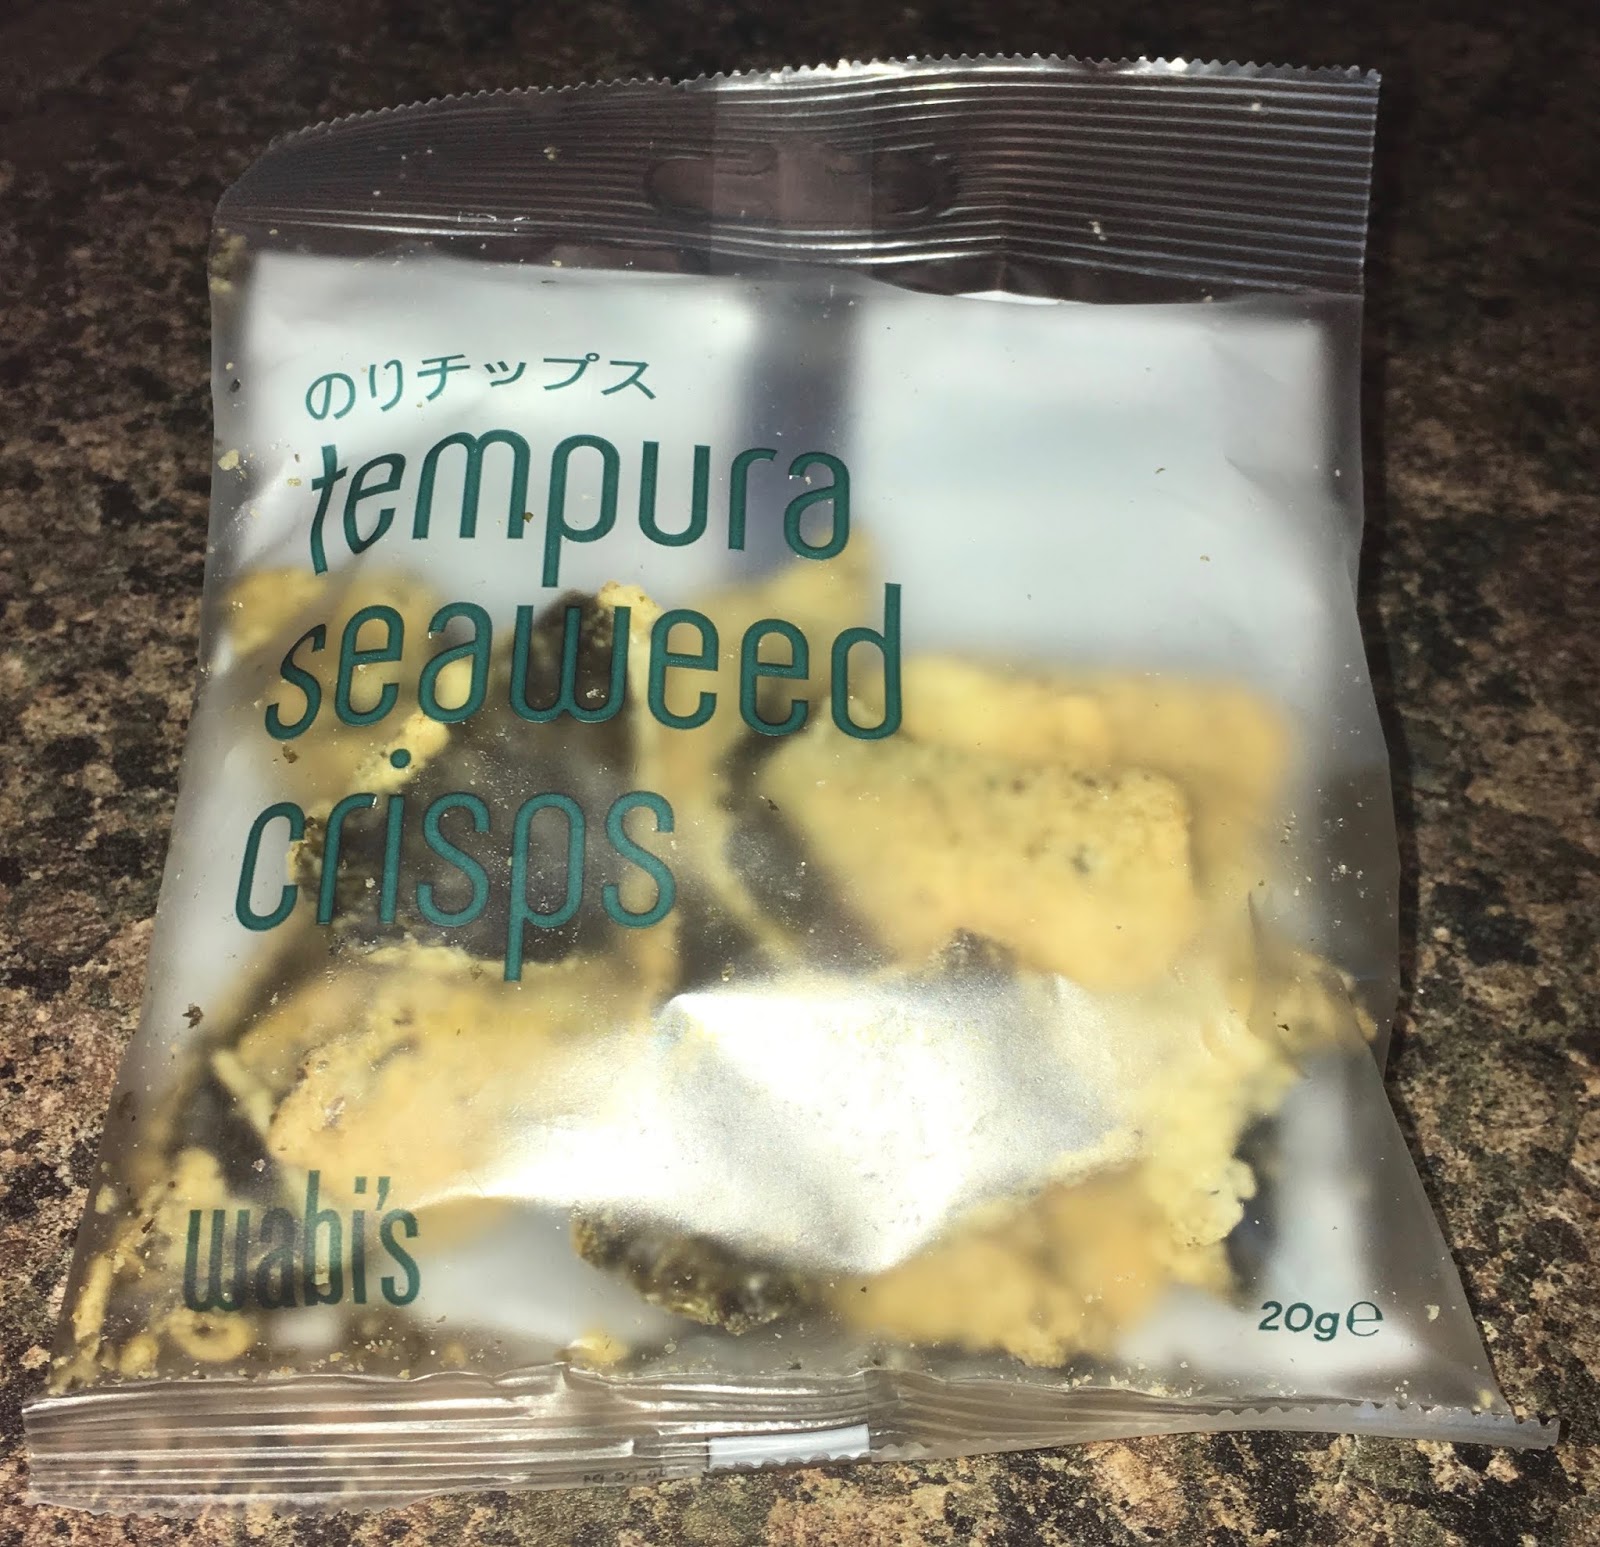 のりチップス
tempura
seaweed
crisps
wabi's
20g℮